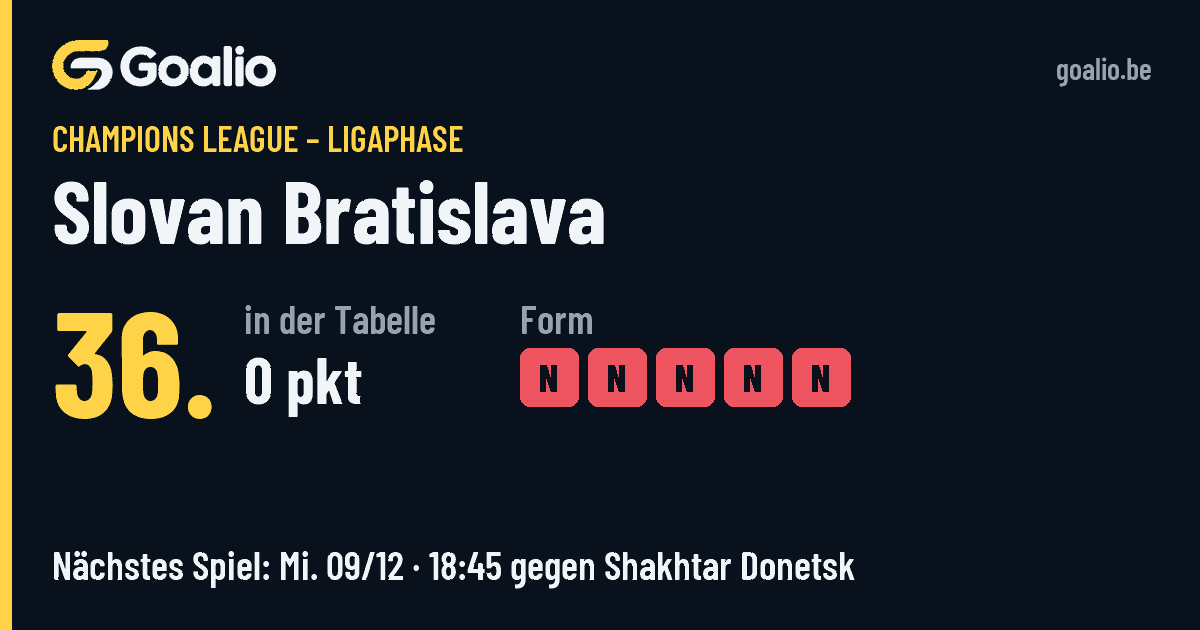 Goalio
goalio.be
CHAMPIONS LEAGUE – LIGAPHASE
Slovan Bratislava
36.
in der Tabelle
0 pkt
Form
N N N N N
Nächstes Spiel: Mi. 09/12 · 18:45 gegen Shakhtar Donetsk